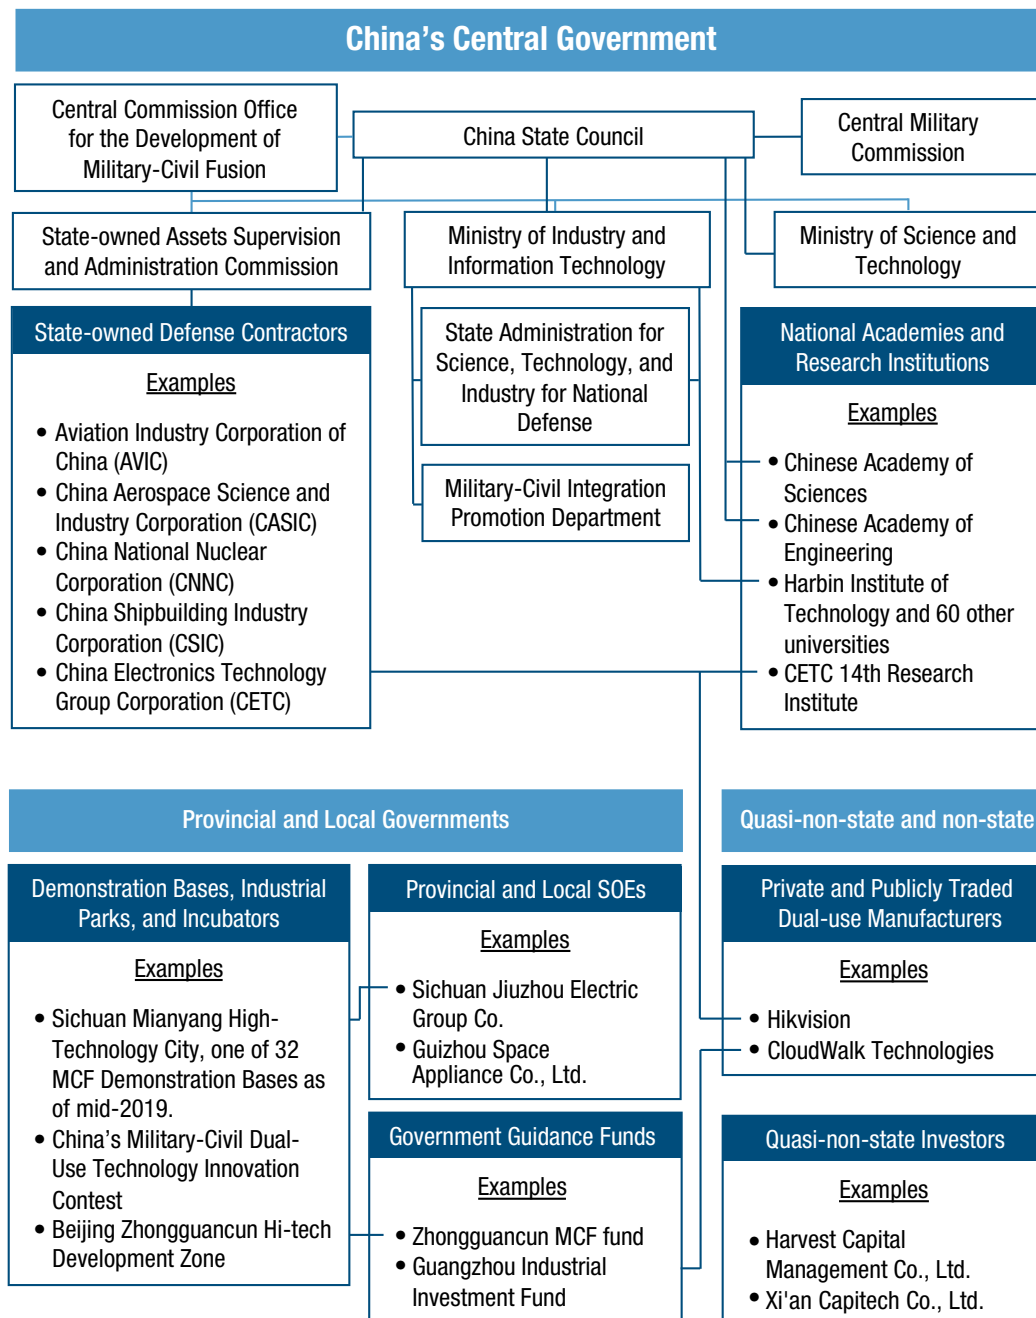 China's Central Government
Central Commission Office
for the Development of
Military-Civil Fusion
China State Council
Central Military
Commission
State-owned Assets Supervision
and Administration Commission
Ministry of Industry and
Information Technology
Ministry of Science and
Technology
State-owned Defense Contractors
Examples
• Aviation Industry Corporation of
China (AVIC)
• China Aerospace Science and
Industry Corporation (CASIC)
• China National Nuclear
Corporation (CNNC)
• China Shipbuilding Industry
Corporation (CSIC)
• China Electronics Technology
Group Corporation (CETC)
State Administration for
Science, Technology, and
Industry for National
Defense
Military-Civil Integration
Promotion Department
National Academies and
Research Institutions
Examples
• Chinese Academy of
Sciences
• Chinese Academy of
Engineering
• Harbin Institute of
Technology and 60 other
universities
• CETC 14th Research
Institute
Provincial and Local Governments
Quasi-non-state and non-state
Demonstration Bases, Industrial
Parks, and Incubators
Examples
• Sichuan Mianyang High-
Technology City, one of 32
MCF Demonstration Bases as
of mid-2019.
• China's Military-Civil Dual-
Use Technology Innovation
Contest
• Beijing Zhongguancun Hi-tech
Development Zone
Provincial and Local SOEs
Examples
• Sichuan Jiuzhou Electric
Group Co.
• Guizhou Space
Appliance Co., Ltd.
Government Guidance Funds
Examples
• Zhongguancun MCF fund
• Guangzhou Industrial
Investment Fund
Private and Publicly Traded
Dual-use Manufacturers
Examples
• Hikvision
• CloudWalk Technologies
Quasi-non-state Investors
Examples
• Harvest Capital
Management Co., Ltd.
• Xi'an Capitech Co., Ltd.